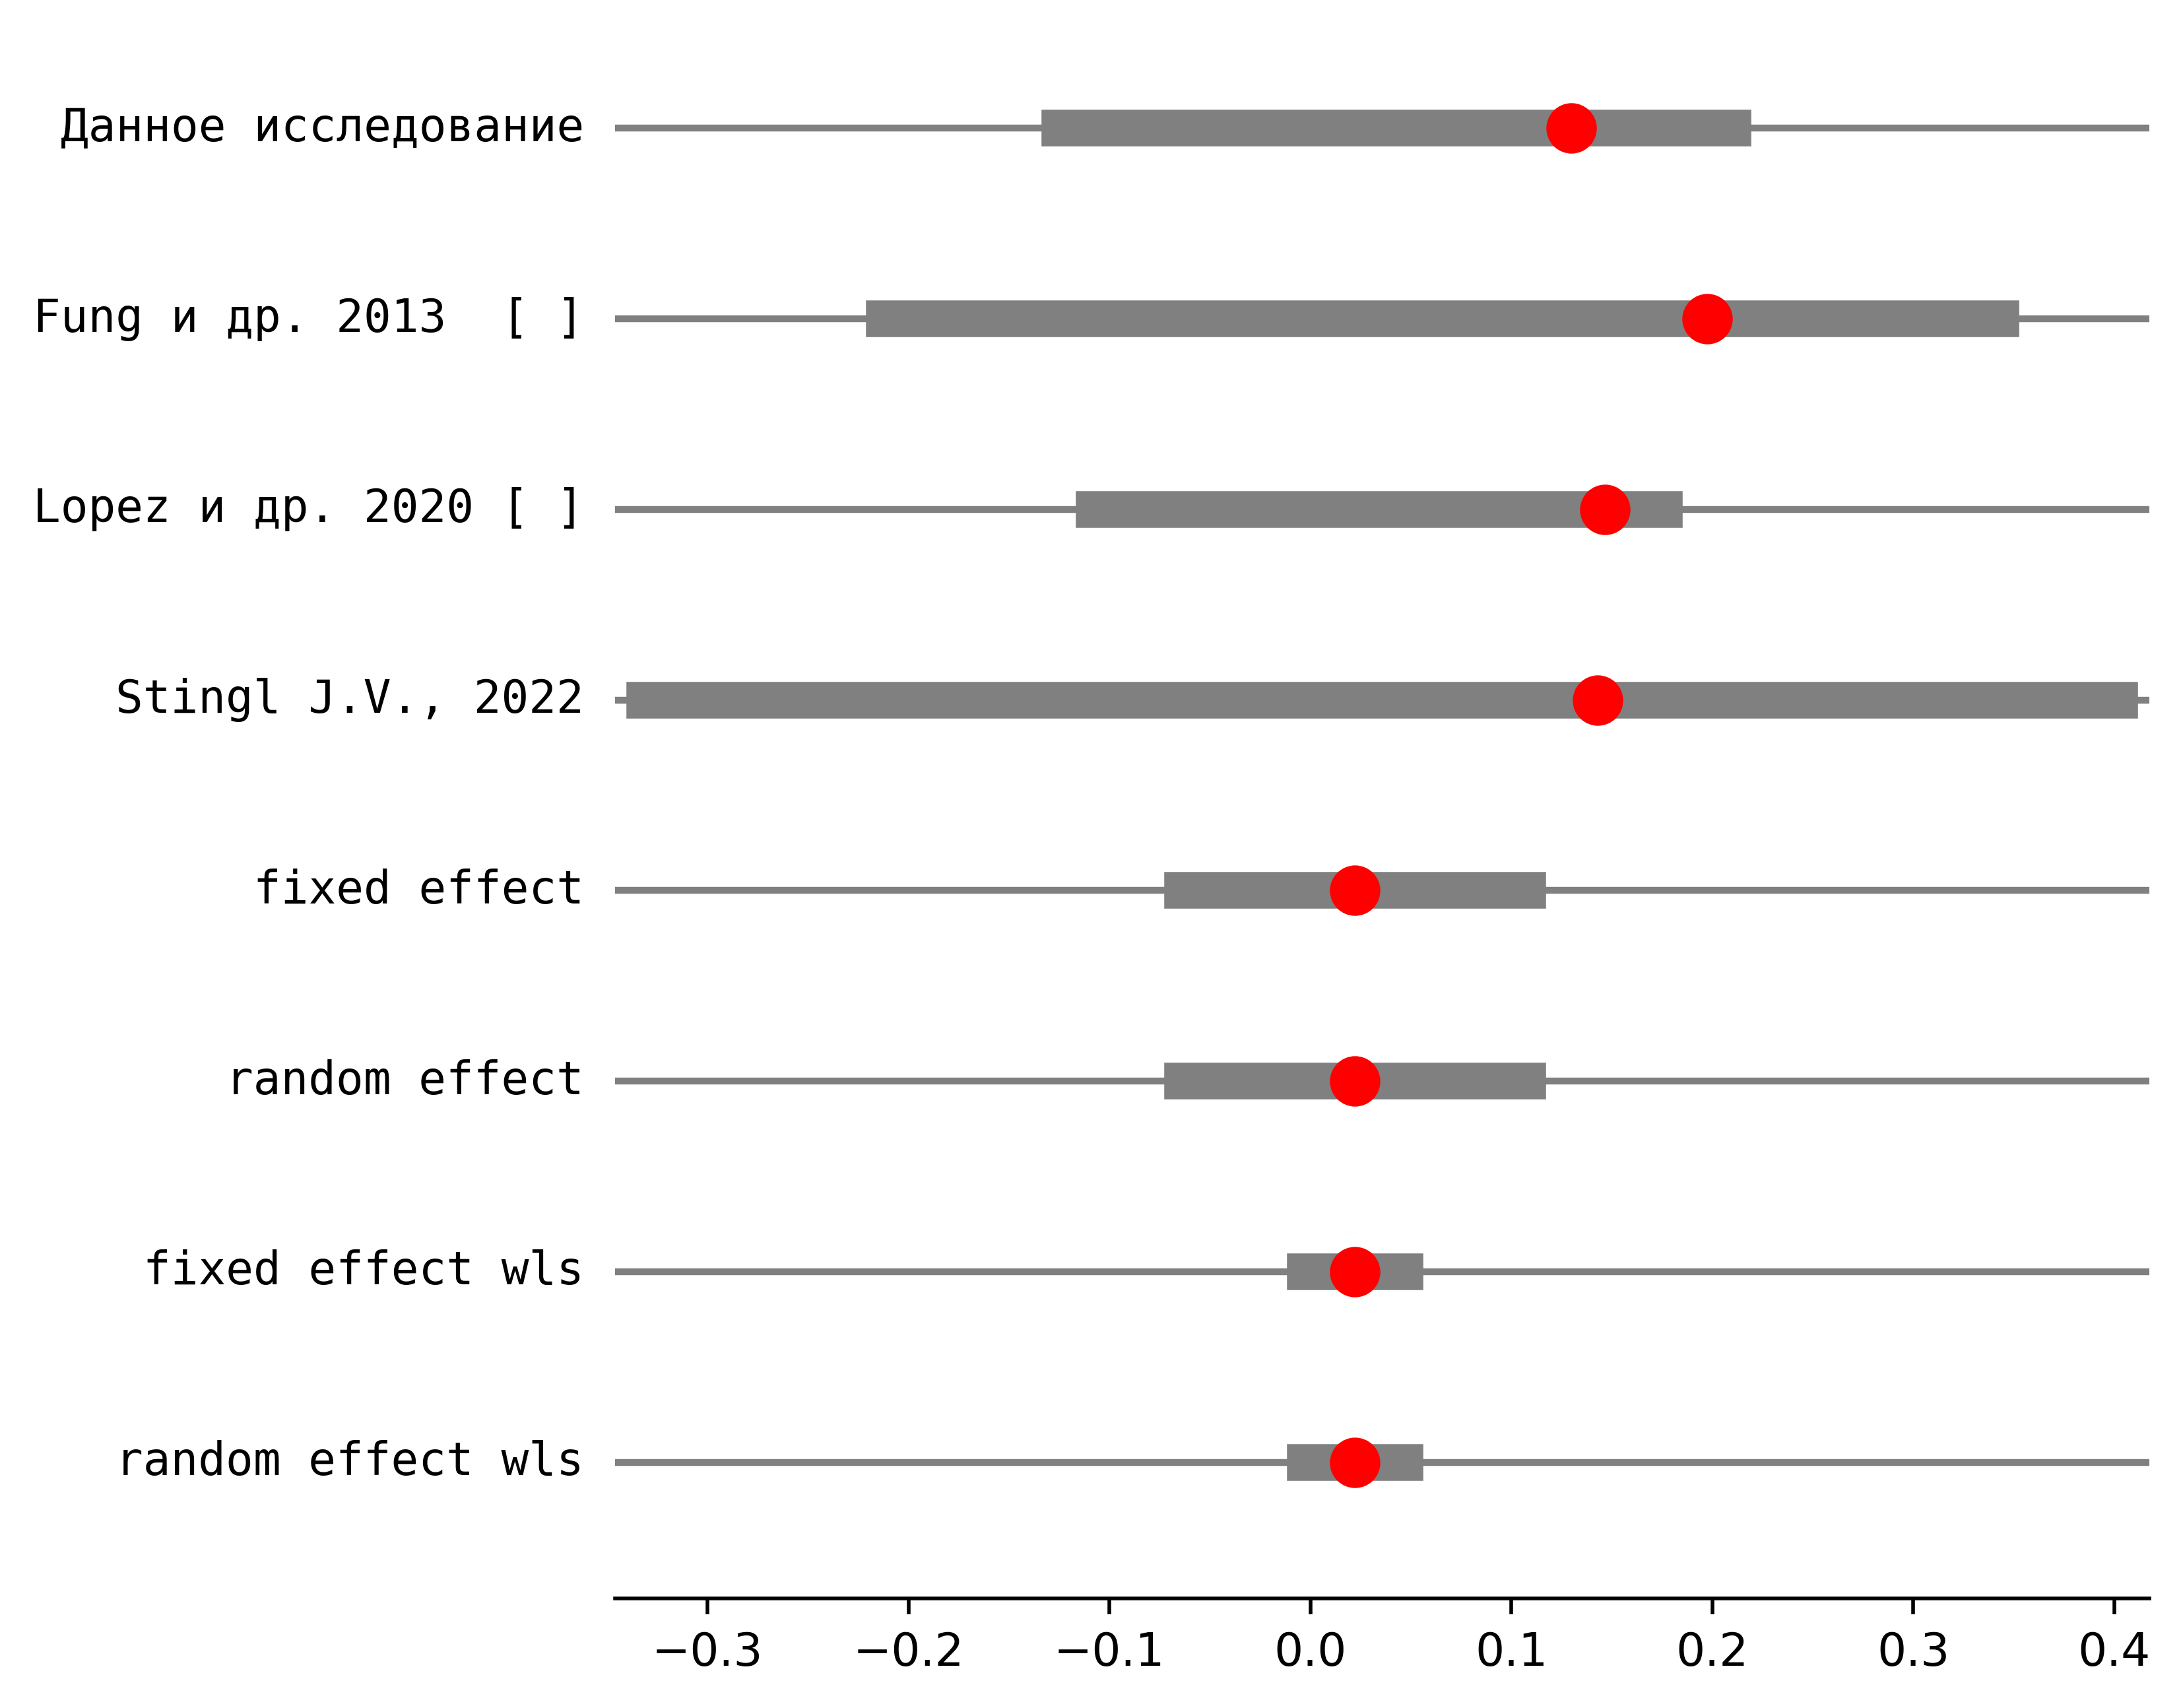 Данное исследование
Fung и др. 2013  [ ]
Lopez и др. 2020 [ ]
Stingl J.V., 2022
fixed effect
random effect
fixed effect wls
random effect wls
−0.3 −0.2 −0.1 0.0 0.1 0.2 0.3 0.4